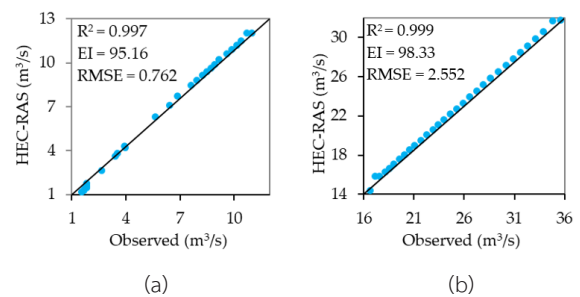 R² = 0.997
EI = 95.16
RMSE = 0.762
HEC-RAS (m³/s)
13
10
7
4
1
1 4 7 10
Observed (m³/s)
(a)
R² = 0.999
EI = 98.33
RMSE = 2.552
HEC-RAS (m³/s)
30
26
22
18
14
16 21 26 31 36
Observed (m³/s)
(b)